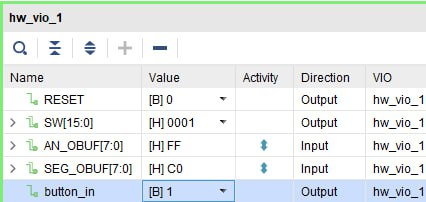 hw_vio_1
Name Value Activity Direction VIO
RESET [B] 0 Output hw_vio_1
SW[15:0] [H] 0001 Output hw_vio_1
AN_OBUF[7:0] [H] FF Input hw_vio_1
SEG_OBUF[7:0] [H] C0 Input hw_vio_1
button_in [B] 1 Output hw_vio_1